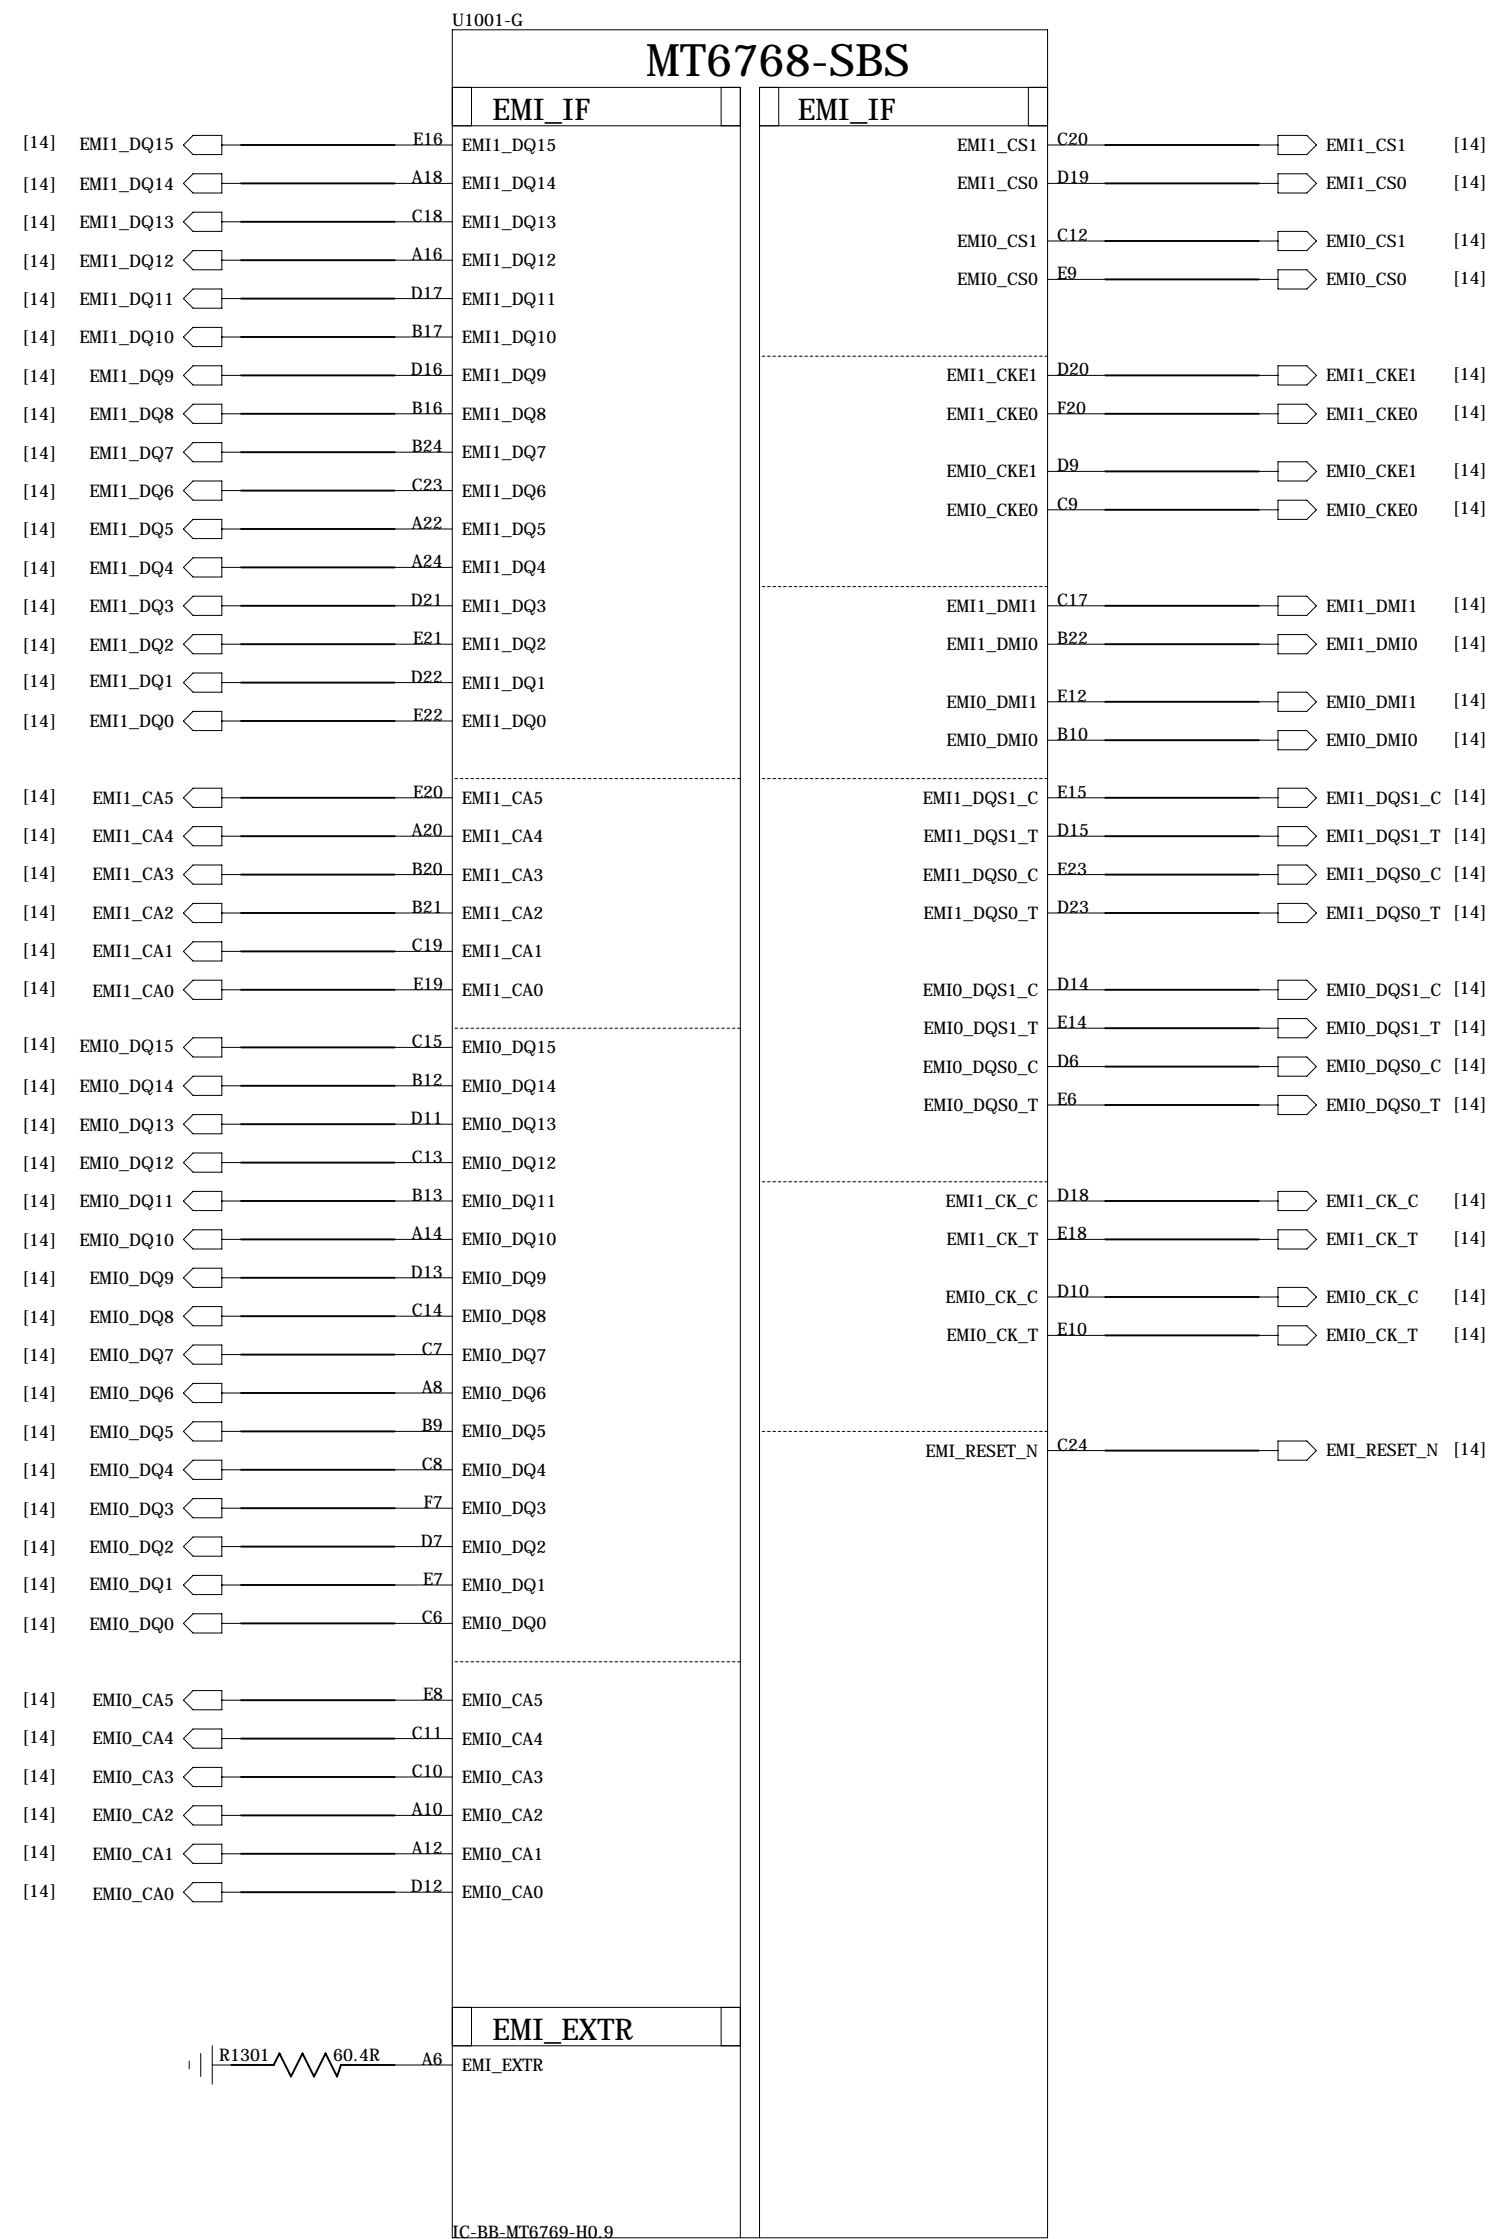 U1001-G
MT6768-SBS
EMI_IF
[14] EMI1_DQ15 E16 EMI1_DQ15
[14] EMI1_DQ14 A18 EMI1_DQ14
[14] EMI1_DQ13 C18 EMI1_DQ13
[14] EMI1_DQ12 A16 EMI1_DQ12
[14] EMI1_DQ11 D17 EMI1_DQ11
[14] EMI1_DQ10 B17 EMI1_DQ10
[14] EMI1_DQ9 D16 EMI1_DQ9
[14] EMI1_DQ8 B16 EMI1_DQ8
[14] EMI1_DQ7 B24 EMI1_DQ7
[14] EMI1_DQ6 C23 EMI1_DQ6
[14] EMI1_DQ5 A22 EMI1_DQ5
[14] EMI1_DQ4 A24 EMI1_DQ4
[14] EMI1_DQ3 D21 EMI1_DQ3
[14] EMI1_DQ2 E21 EMI1_DQ2
[14] EMI1_DQ1 D22 EMI1_DQ1
[14] EMI1_DQ0 E22 EMI1_DQ0
[14] EMI1_CA5 E20 EMI1_CA5
[14] EMI1_CA4 A20 EMI1_CA4
[14] EMI1_CA3 B20 EMI1_CA3
[14] EMI1_CA2 B21 EMI1_CA2
[14] EMI1_CA1 C19 EMI1_CA1
[14] EMI1_CA0 E19 EMI1_CA0
[14] EMI0_DQ15 C15 EMI0_DQ15
[14] EMI0_DQ14 B12 EMI0_DQ14
[14] EMI0_DQ13 D11 EMI0_DQ13
[14] EMI0_DQ12 C13 EMI0_DQ12
[14] EMI0_DQ11 B13 EMI0_DQ11
[14] EMI0_DQ10 A14 EMI0_DQ10
[14] EMI0_DQ9 D13 EMI0_DQ9
[14] EMI0_DQ8 C14 EMI0_DQ8
[14] EMI0_DQ7 C7 EMI0_DQ7
[14] EMI0_DQ6 A8 EMI0_DQ6
[14] EMI0_DQ5 B9 EMI0_DQ5
[14] EMI0_DQ4 C8 EMI0_DQ4
[14] EMI0_DQ3 F7 EMI0_DQ3
[14] EMI0_DQ2 D7 EMI0_DQ2
[14] EMI0_DQ1 E7 EMI0_DQ1
[14] EMI0_DQ0 C6 EMI0_DQ0
[14] EMI0_CA5 E8 EMI0_CA5
[14] EMI0_CA4 C11 EMI0_CA4
[14] EMI0_CA3 C10 EMI0_CA3
[14] EMI0_CA2 A10 EMI0_CA2
[14] EMI0_CA1 A12 EMI0_CA1
[14] EMI0_CA0 D12 EMI0_CA0
EMI_EXTR
R1301 60.4R A6 EMI_EXTR
IC-BB-MT6769-H0.9
EMI_IF
EMI1_CS1 C20 EMI1_CS1 [14]
EMI1_CS0 D19 EMI1_CS0 [14]
EMI0_CS1 C12 EMI0_CS1 [14]
EMI0_CS0 E9 EMI0_CS0 [14]
EMI1_CKE1 D20 EMI1_CKE1 [14]
EMI1_CKE0 F20 EMI1_CKE0 [14]
EMI0_CKE1 D9 EMI0_CKE1 [14]
EMI0_CKE0 C9 EMI0_CKE0 [14]
EMI1_DMI1 C17 EMI1_DMI1 [14]
EMI1_DMI0 B22 EMI1_DMI0 [14]
EMI0_DMI1 E12 EMI0_DMI1 [14]
EMI0_DMI0 B10 EMI0_DMI0 [14]
EMI1_DQS1_C E15 EMI1_DQS1_C [14]
EMI1_DQS1_T D15 EMI1_DQS1_T [14]
EMI1_DQS0_C E23 EMI1_DQS0_C [14]
EMI1_DQS0_T D23 EMI1_DQS0_T [14]
EMI0_DQS1_C D14 EMI0_DQS1_C [14]
EMI0_DQS1_T E14 EMI0_DQS1_T [14]
EMI0_DQS0_C D6 EMI0_DQS0_C [14]
EMI0_DQS0_T E6 EMI0_DQS0_T [14]
EMI1_CK_C D18 EMI1_CK_C [14]
EMI1_CK_T E18 EMI1_CK_T [14]
EMI0_CK_C D10 EMI0_CK_C [14]
EMI0_CK_T E10 EMI0_CK_T [14]
EMI_RESET_N C24 EMI_RESET_N [14]